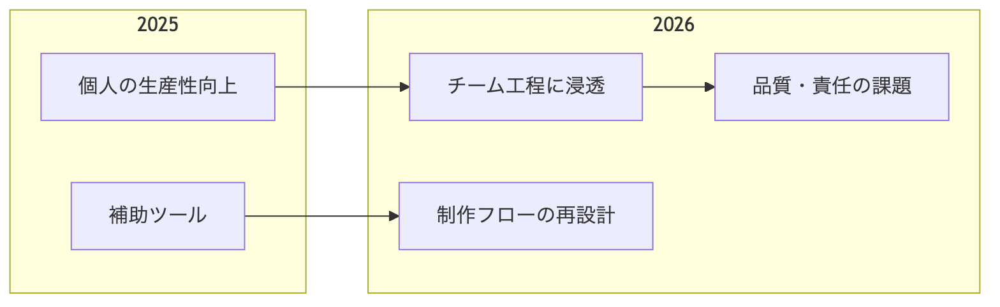 2025
個人の生産性向上
補助ツール
2026
チーム工程に浸透
品質・責任の課題
制作フローの再設計